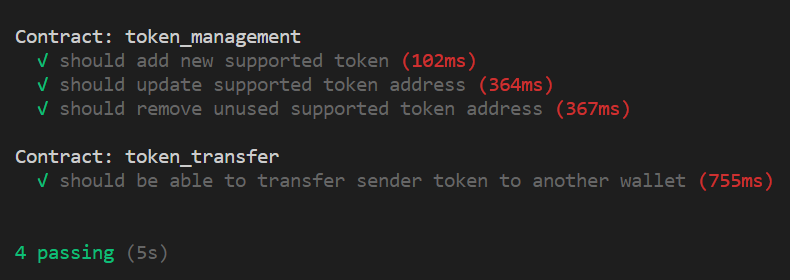 Contract: token_management
√ should add new supported token (102ms)
√ should update supported token address (364ms)
√ should remove unused supported token address (367ms)
Contract: token_transfer
√ should be able to transfer sender token to another wallet (755ms)
4 passing (5s)